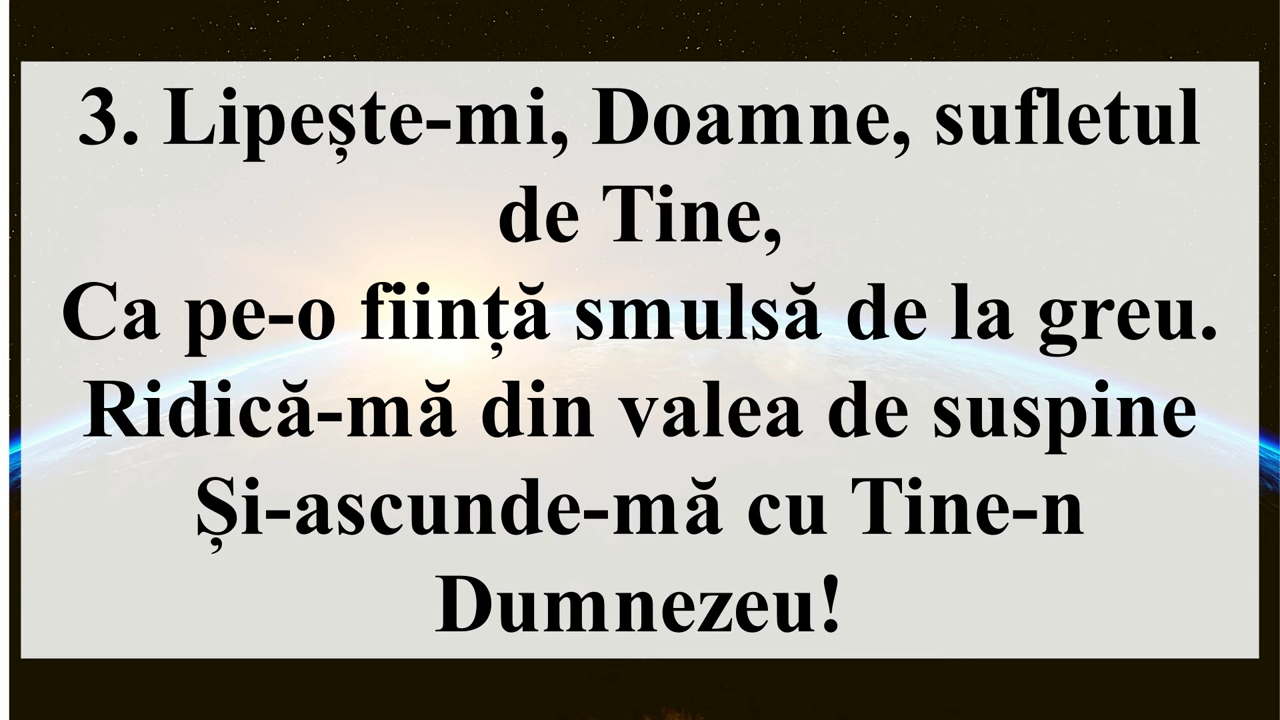 3. Lipește-mi, Doamne, sufletul
de Tine,
Ca pe-o ființă smulsă de la greu.
Ridică-mă din valea de suspine
Și-ascunde-mă cu Tine-n
Dumnezeu!